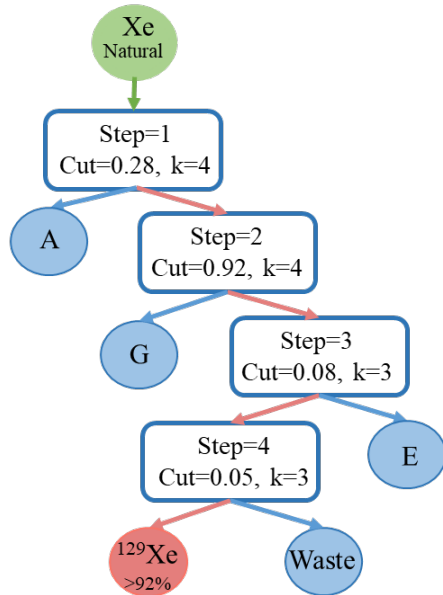 Xe
Natural
Step=1
Cut=0.28, k=4
A
Step=2
Cut=0.92, k=4
G
Step=3
Cut=0.08, k=3
E
Step=4
Cut=0.05, k=3
¹²⁹Xe
>92%
Waste